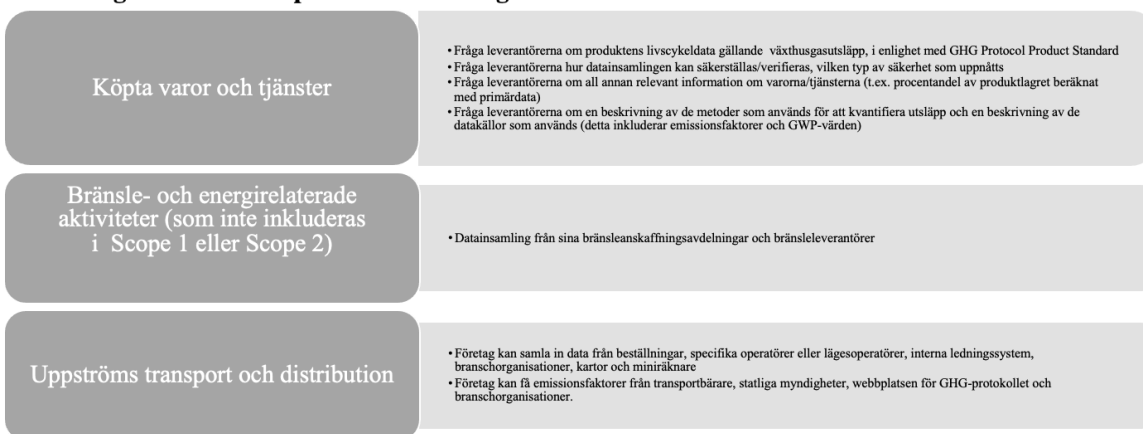 Köpta varor och tjänster
• Fråga leverantörerna om produktens livscykeldata gällande växthusgasutsläpp, i enlighet med GHG Protocol Product Standard
• Fråga leverantörerna hur datainsamlingen kan säkerställas/verifieras, vilken typ av säkerhet som uppnåtts
• Fråga leverantörerna om all annan relevant information om varorna/tjänsterna (t.ex. procentandel av produktlagret beräknat
med primärdata)
• Fråga leverantörerna om en beskrivning av de metoder som används för att kvantifiera utsläpp och en beskrivning av de
datakällor som används (detta inkluderar emissionsfaktorer och GWP-värden)
Bränsle- och energirelaterade
aktiviteter (som inte inkluderas
i Scope 1 eller Scope 2)
• Datainsamling från sina bränsleanskaffningsavdelningar och bränsleleverantörer
Uppströms transport och distribution
• Företag kan samla in data från beställningar, specifika operatörer eller lägesoperatörer, interna ledningssystem,
branschorganisationer, kartor och miniräknare
• Företag kan få emissionsfaktorer från transportbärare, statliga myndigheter, webbplatsen för GHG-protokollet och
branschorganisationer.